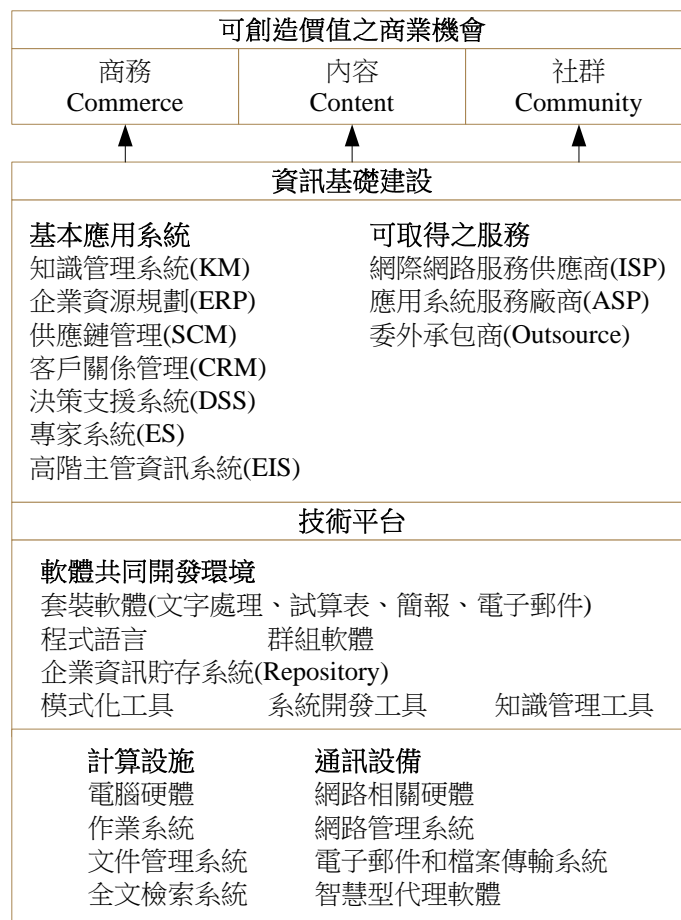 可創造價值之商業機會
商務 內容 社群
Commerce Content Community
資訊基礎建設
基本應用系統 可取得之服務
知識管理系統(KM) 網際網路服務供應商(ISP)
企業資源規劃(ERP) 應用系統服務廠商(ASP)
供應鏈管理(SCM) 委外承包商(Outsource)
客戶關係管理(CRM)
決策支援系統(DSS)
專家系統(ES)
高階主管資訊系統(EIS)
技術平台
軟體共同開發環境
套裝軟體(文字處理、試算表、簡報、電子郵件)
程式語言 群組軟體
企業資訊貯存系統(Repository)
模式化工具 系統開發工具 知識管理工具
計算設施 通訊設備
電腦硬體 網路相關硬體
作業系統 網路管理系統
文件管理系統 電子郵件和檔案傳輸系統
全文檢索系統 智慧型代理軟體